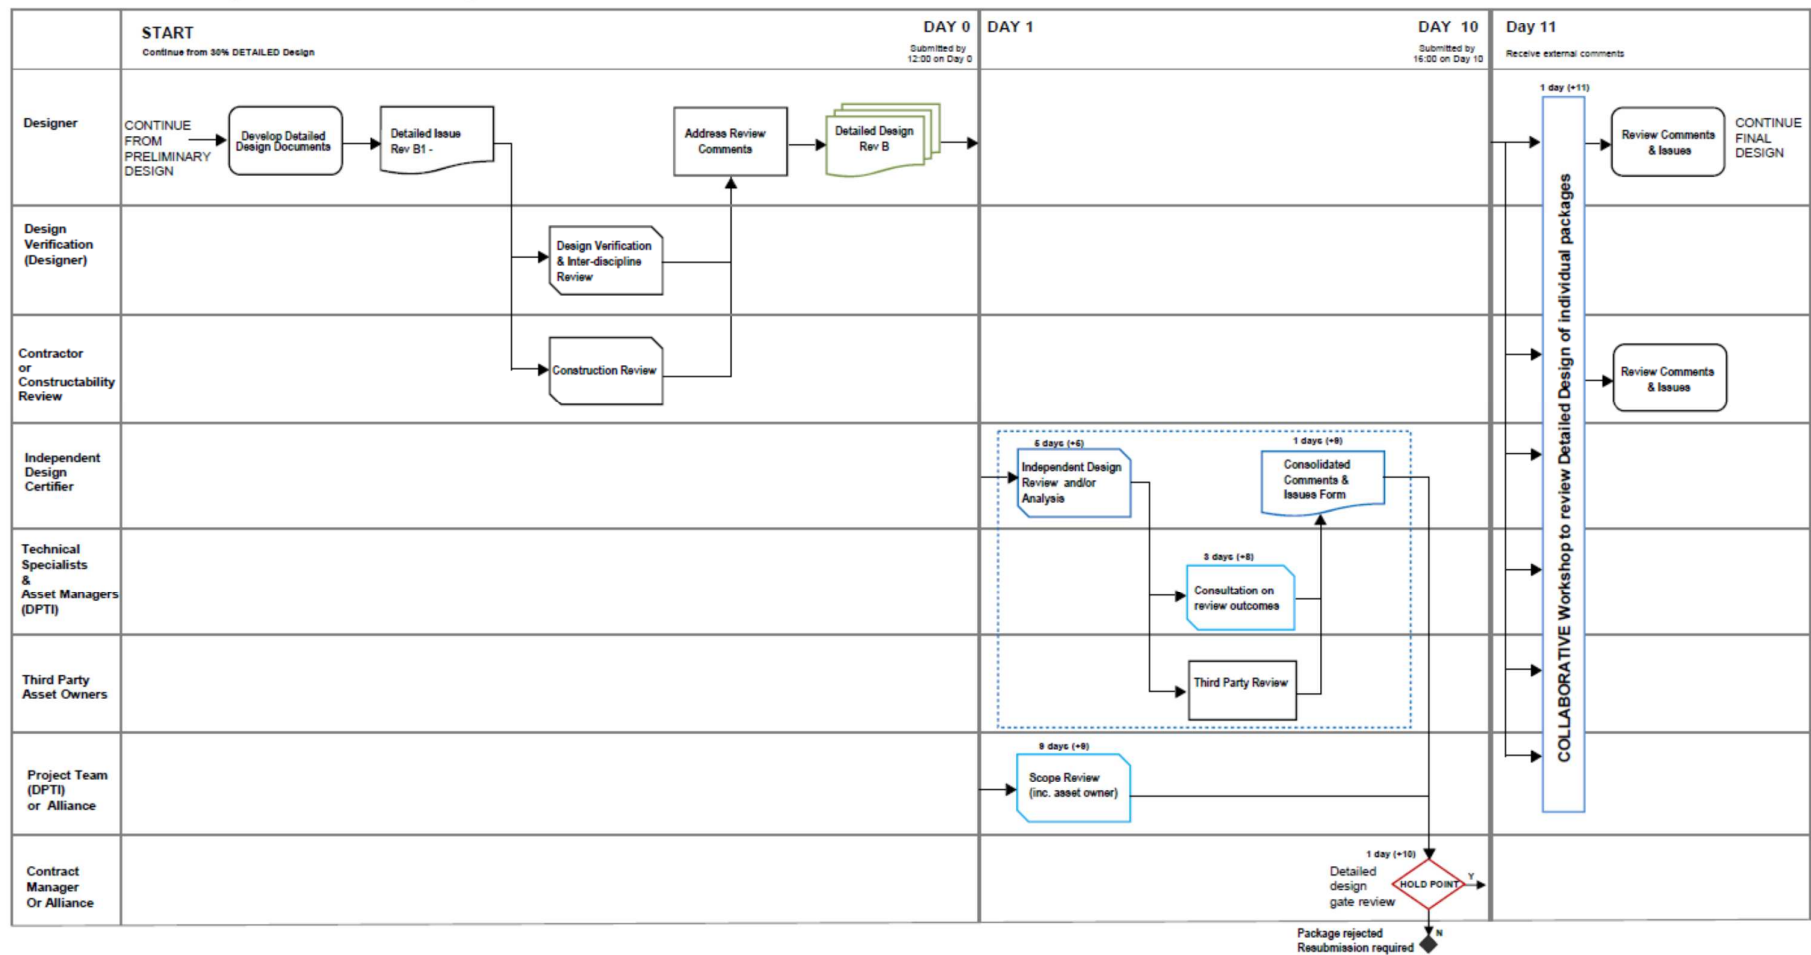 START
Continue from 30% DETAILED Design
DAY 0
Submitted by
12:00 on Day 0
DAY 1
DAY 10
Submitted by
15:00 on Day 10
Day 11
Receive external comments
Designer
CONTINUE
FROM
PRELIMINARY
DESIGN
Develop Detailed
Design Documents
Detailed Issue
Rev B1 -
Address Review
Comments
Detailed Design
Rev B
1 day (+11)
COLLABORATIVE Workshop to review Detailed Design of individual packages
Review Comments
& Issues
CONTINUE
FINAL
DESIGN
Design
Verification
(Designer)
Design Verification
& Inter-discipline
Review
Contractor
or
Constructability
Review
Construction Review
Review Comments
& Issues
Independent
Design
Certifier
5 days (+5)
Independent Design
Review and/or
Analysis
1 days (+9)
Consolidated
Comments &
Issues Form
Technical
Specialists
&
Asset Managers
(DPTI)
3 days (+8)
Consultation on
review outcomes
Third Party
Asset Owners
Third Party Review
Project Team
(DPTI)
or Alliance
9 days (+9)
Scope Review
(inc. asset owner)
Contract
Manager
Or Alliance
1 day (+10)
Detailed
design
gate review
HOLD POINT
Y
N
Package rejected
Resubmission required